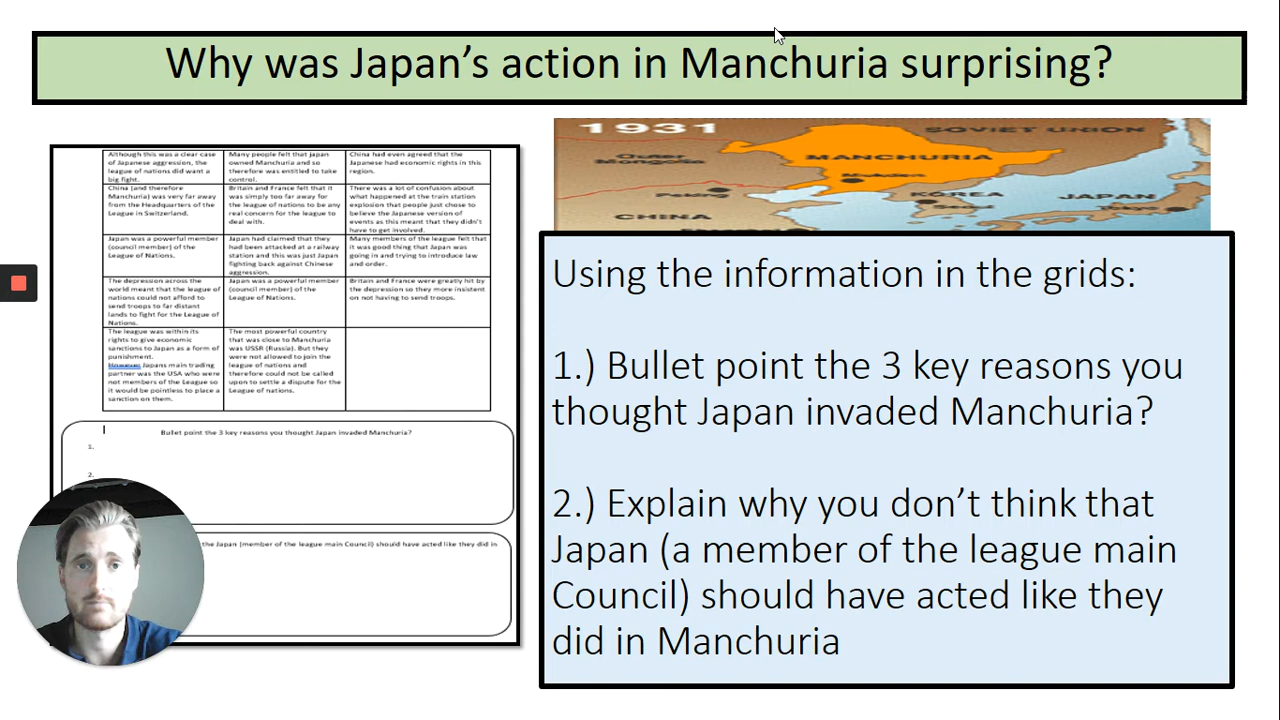 Why was Japan's action in Manchuria surprising?
Although this was a clear case
of Japanese aggression, the
league of nations did want a
big fight.
Many people felt that Japan
owned Manchuria and so
therefore was entitled to take
control.
China had even agreed that the
Japanese had economic rights in this
region.
China (and therefore
Manchuria) was very far away
from the Headquarters of the
League in Switzerland.
Britain and France felt that it
was simply too far away for
the league of nations to be any
real concern for the league to
deal with.
There was a lot of confusion about
what happened at the train station
explosion that people just chose to
believe the Japanese version of
events as this meant that they didn't
have to get involved.
Japan was a powerful member
(council member) of the
League of Nations.
Japan had claimed that they
had been attacked at a railway
station and this was just Japan
fighting back against Chinese
aggression.
Many members of the league felt that
it was good thing that Japan was
going in and trying to introduce law
and order.
The depression across the
world meant that the league of
nations could not afford to
send troops to far distant
lands to fight for the League of
Nations.
Japan was a powerful member
(council member) of the
League of Nations.
Britain and France were greatly hit by
the depression so they more insistent
on not having to send troops.
The league was within its
rights to give economic
sanctions to Japan as a form of
punishment.
However Japans main trading
partner was the USA who were
not members of the League so
it would be pointless to place a
sanction on them.
The most powerful country
that was close to Manchuria
was USSR (Russia). But they
were not allowed to join the
league of nations and
therefore could not be called
upon to settle a dispute for the
League of nations.
Bullet point the 3 key reasons you thought Japan invaded Manchuria?
1.
2.
the Japan (member of the league main Council) should have acted like they did in
1931
SOVIET UNION
Outer
Mongolia
MANCHURIA
Mukden
Peking
KOREA
JAPAN
CHINA
Using the information in the grids:
1.) Bullet point the 3 key reasons you
thought Japan invaded Manchuria?
2.) Explain why you don't think that
Japan (a member of the league main
Council) should have acted like they
did in Manchuria